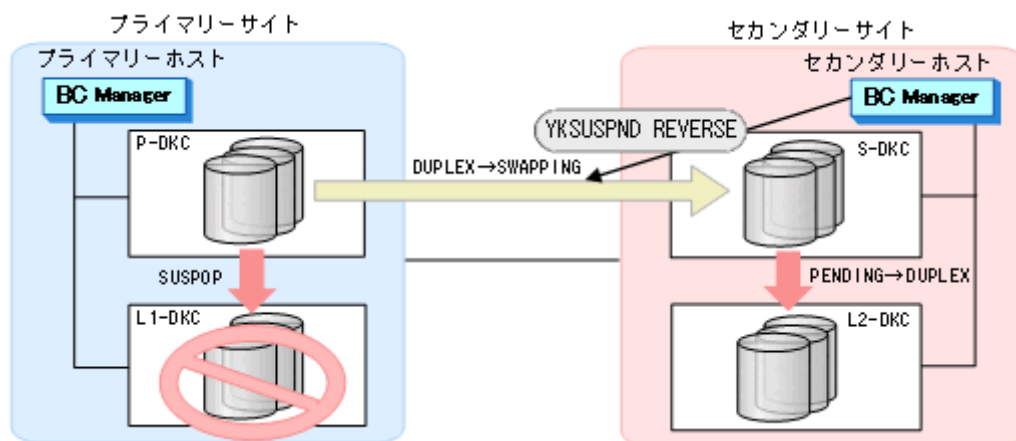 プライマリーサイト
セカンダリーサイト
プライマリーホスト
セカンダリーホスト
BC Manager
BC Manager
YKSUSPND REVERSE
P-DKC
S-DKC
DUPLEX→SWAPPING
SUSPOP
PENDING→DUPLEX
L1-DKC
L2-DKC